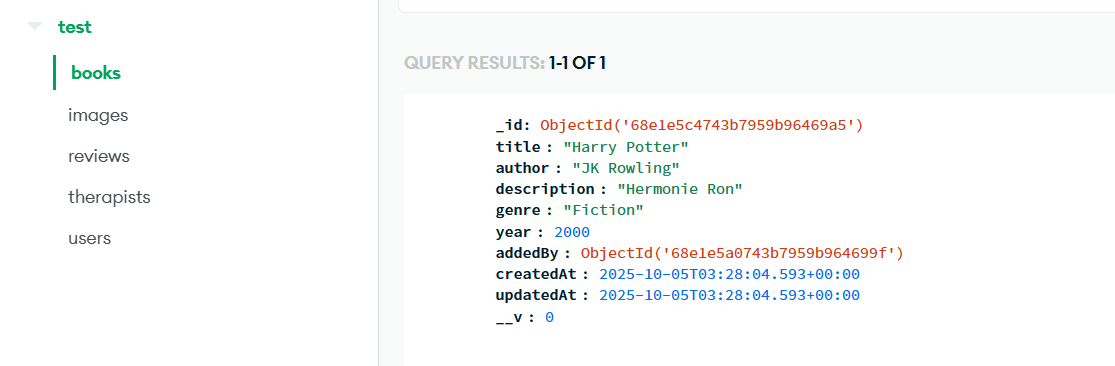 test
books
images
reviews
therapists
users
QUERY RESULTS: 1-1 OF 1
_id: ObjectId('68e1e5c4743b7959b96469a5')
title : "Harry Potter"
author : "JK Rowling"
description : "Hermonie Ron"
genre : "Fiction"
year : 2000
addedBy : ObjectId('68e1e5a0743b7959b964699f')
createdAt : 2025-10-05T03:28:04.593+00:00
updatedAt : 2025-10-05T03:28:04.593+00:00
__v : 0